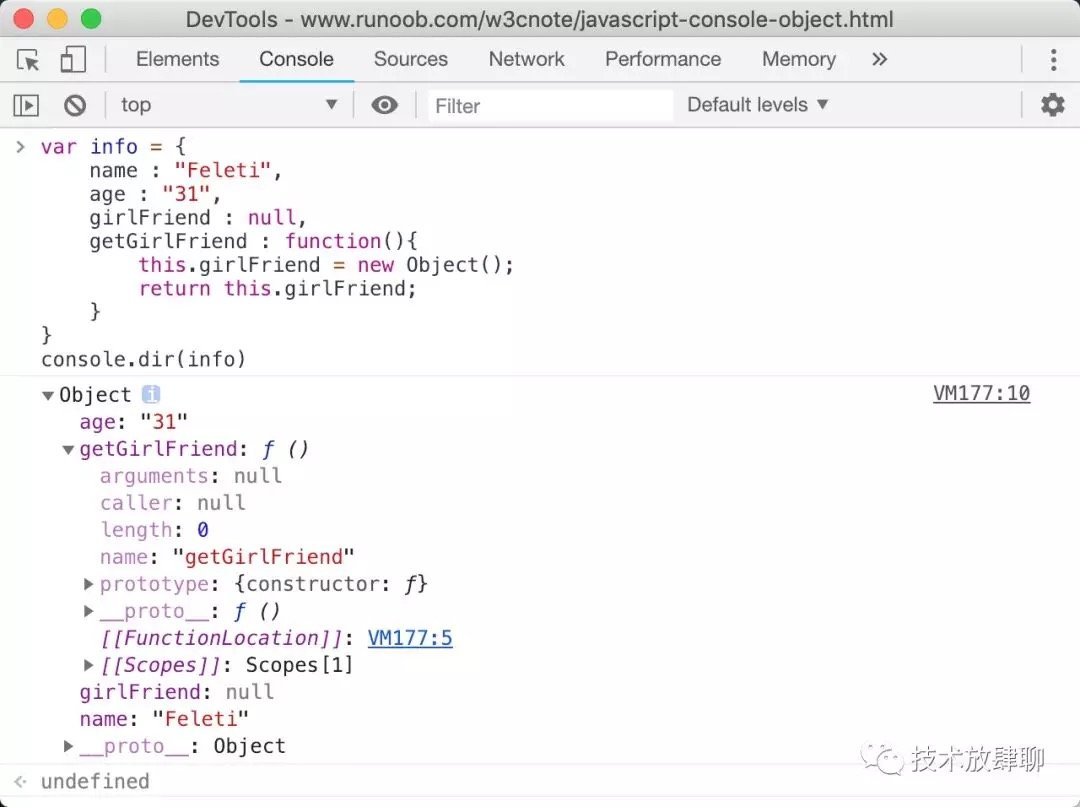 DevTools - www.runoob.com/w3cnote/javascript-console-object.html
Elements Console Sources Network Performance Memory »
top ▼ Filter Default levels ▼
> var info = {
name : "Feleti",
age : "31",
girlFriend : null,
getGirlFriend : function(){
this.girlFriend = new Object();
return this.girlFriend;
}
}
console.dir(info)
▼Object i VM177:10
age: "31"
▼getGirlFriend: ƒ ()
arguments: null
caller: null
length: 0
name: "getGirlFriend"
▶prototype: {constructor: ƒ}
▶__proto__: ƒ ()
[[FunctionLocation]]: VM177:5
▶[[Scopes]]: Scopes[1]
girlFriend: null
name: "Feleti"
▶__proto__: Object
技术放肆聊
undefined